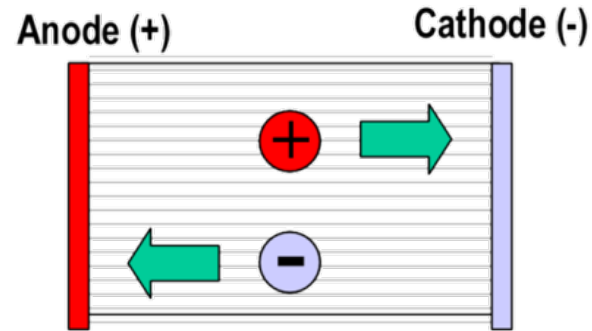 Anode (+)
Cathode (-)
+
-